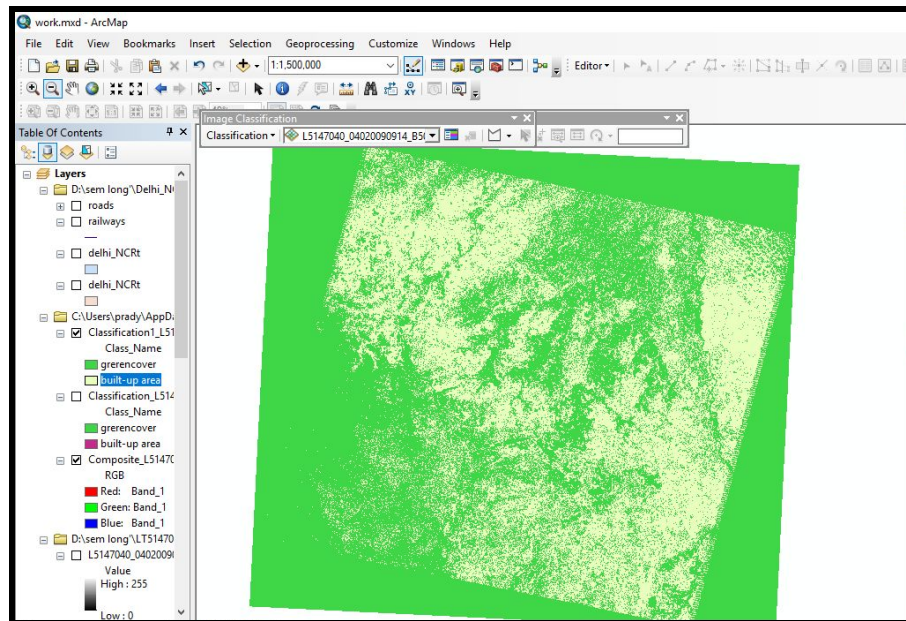 work.mxd - ArcMap
File Edit View Bookmarks Insert Selection Geoprocessing Customize Windows Help
1:1,500,000
Editor
Image Classification
Table Of Contents
Classification L5147040_04020090914_B5(
Layers
D:\sem long'\Delhi_N
roads
railways
delhi_NCRt
delhi_NCRt
C:\Users\prady\AppDa
Classification1_L51
Class_Name
grerencover
built-up area
Classification_L514
Class_Name
grerencover
built-up area
Composite_L5147(
RGB
Red: Band_1
Green: Band_1
Blue: Band_1
D:\sem long'\LT51470
L5147040_0402009
Value
High : 255
Low : 0